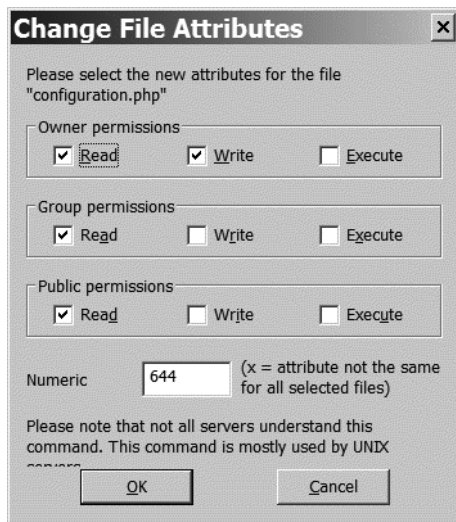 Change File Attributes
Please select the new attributes for the file
"configuration.php"
Owner permissions
Read Write Execute
Group permissions
Read Write Execute
Public permissions
Read Write Execute
Numeric 644 (x = attribute not the same
for all selected files)
Please note that not all servers understand this
command. This command is mostly used by UNIX
OK Cancel